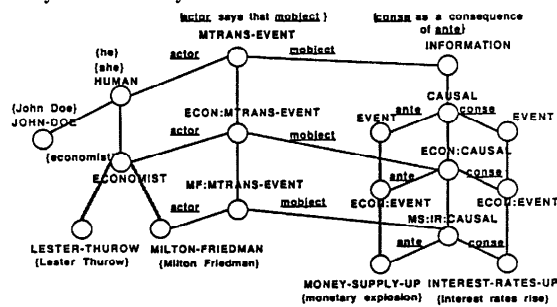 {actor says that mobject }
{conse as a consequence
of ante}
MTRANS-EVENT
{he}
{she}
HUMAN
actor
mobject
INFORMATION
{John Doe}
JOHN-DOE
ECON:MTRANS-EVENT
CAUSAL
EVENT
ante
conse
EVENT
actor
mobject
{economist}
ECONOMIST
ECON:CAUSAL
ante
conse
MF:MTRANS-EVENT
ECON:EVENT
ECON:EVENT
actor
mobject
MS:IR:CAUSAL
ante
conse
LESTER-THUROW
{Lester Thurow}
MILTON-FRIEDMAN
{Milton Friedman}
MONEY-SUPPLY-UP
{monetary explosion}
INTEREST-RATES-UP
{interest rates rise}